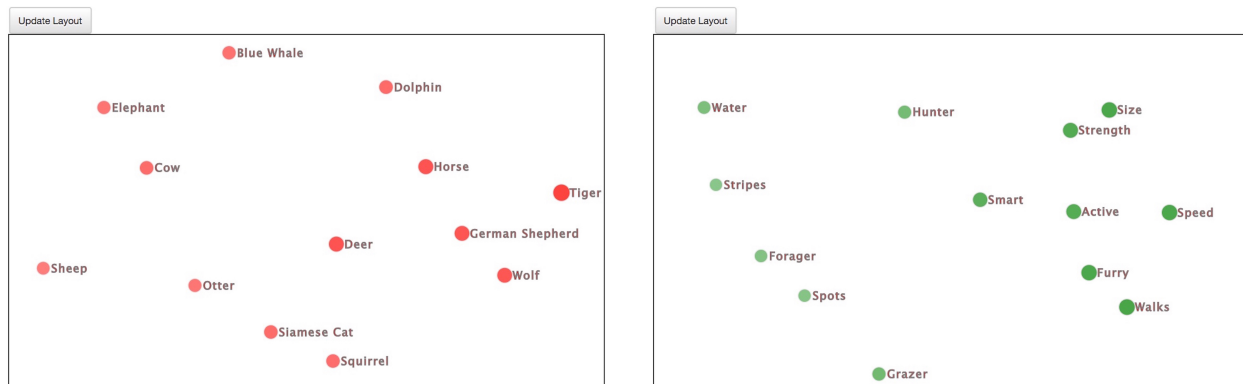 Update Layout
Blue Whale
Dolphin
Elephant
Cow
Horse
Tiger
German Shepherd
Deer
Sheep
Wolf
Otter
Siamese Cat
Squirrel
Update Layout
Water
Hunter
Size
Strength
Stripes
Smart
Active
Speed
Forager
Furry
Spots
Walks
Grazer